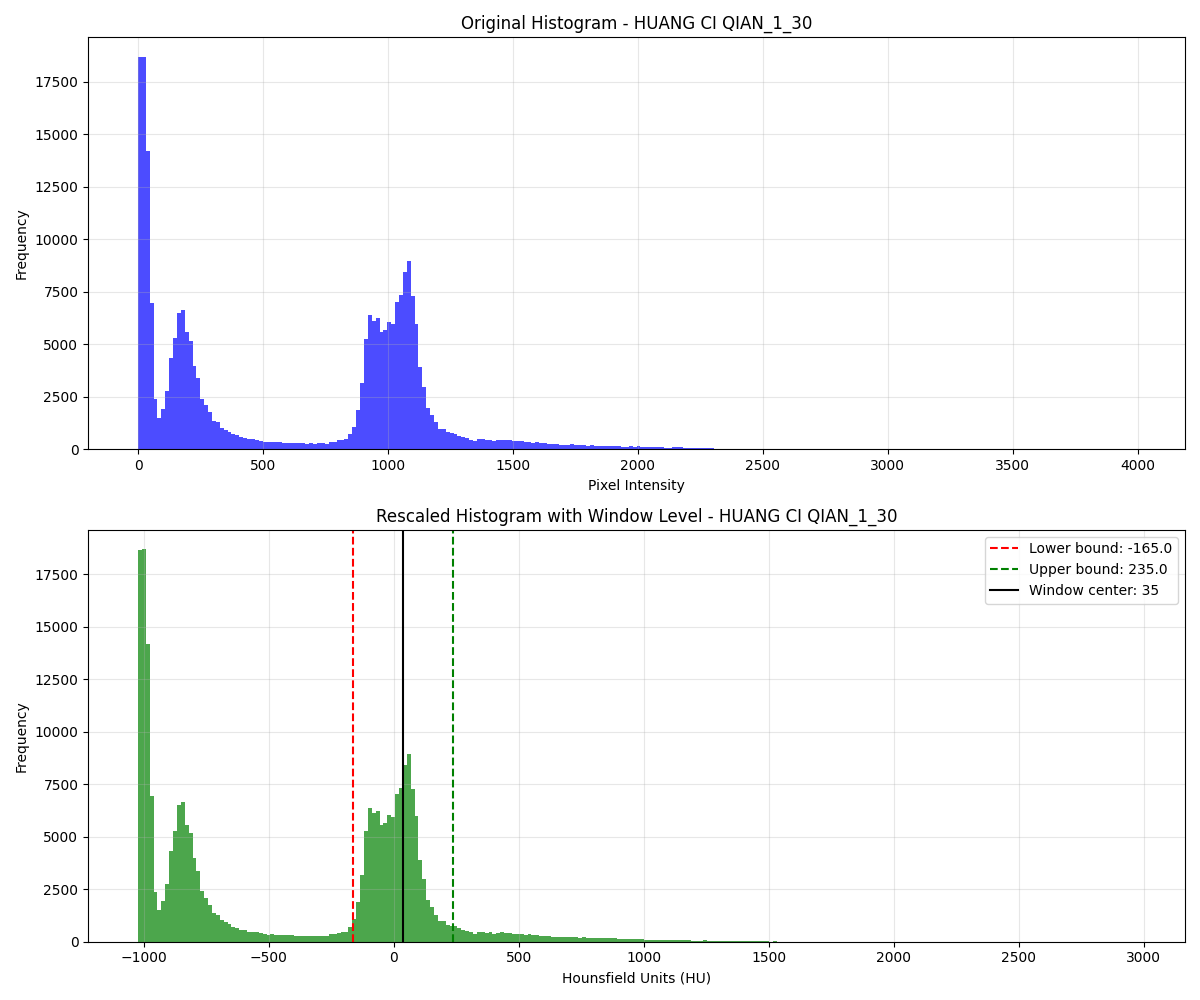 Original Histogram - HUANG CI QIAN_1_30
17500
15000
12500
10000
7500
5000
2500
0
Frequency
0 500 1000 1500 2000 2500 3000 3500 4000
Pixel Intensity
Rescaled Histogram with Window Level - HUANG CI QIAN_1_30
Lower bound: -165.0
Upper bound: 235.0
Window center: 35
17500
15000
12500
10000
7500
5000
2500
0
Frequency
−1000 −500 0 500 1000 1500 2000 2500 3000
Hounsfield Units (HU)